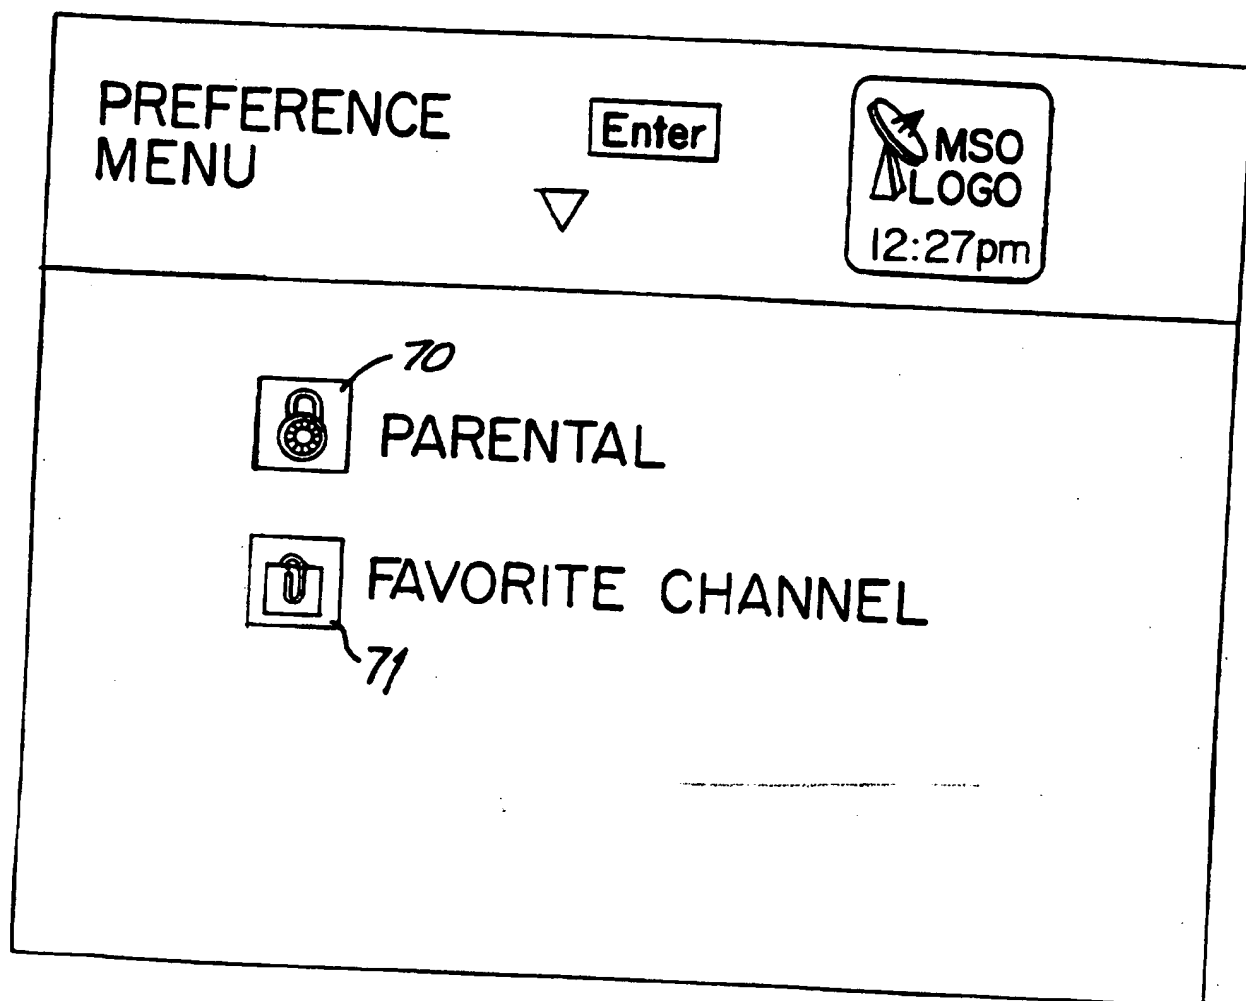 PREFERENCE
MENU
Enter
MSO
LOGO
12:27pm
70
PARENTAL
FAVORITE CHANNEL
71